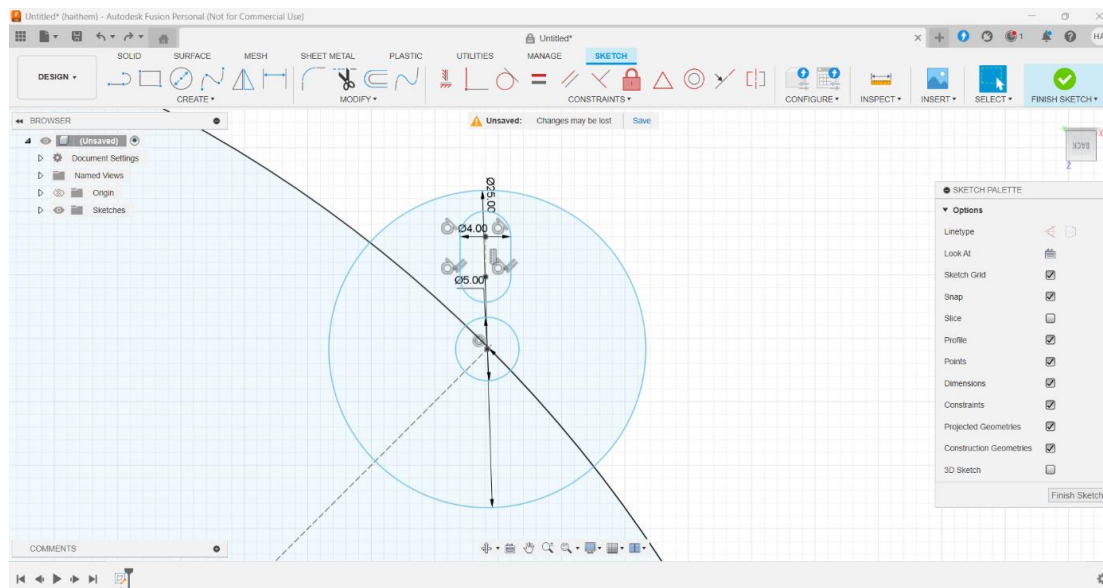 Untitled* (haithem) - Autodesk Fusion Personal (Not for Commercial Use)
Untitled*
1
HA
SOLID SURFACE MESH SHEET METAL PLASTIC UTILITIES MANAGE SKETCH
DESIGN
CREATE MODIFY CONSTRAINTS CONFIGURE INSPECT INSERT SELECT FINISH SKETCH
BROWSER
Unsaved: Changes may be lost Save
(Unsaved)
Document Settings
Named Views
Origin
Sketches
BACK
X
Z
Ø25.00
Ø4.00
Ø5.00
SKETCH PALETTE
Options
Linetype
Look At
Sketch Grid
Snap
Slice
Profile
Points
Dimensions
Constraints
Projected Geometries
Construction Geometries
3D Sketch
Finish Sketch
COMMENTS